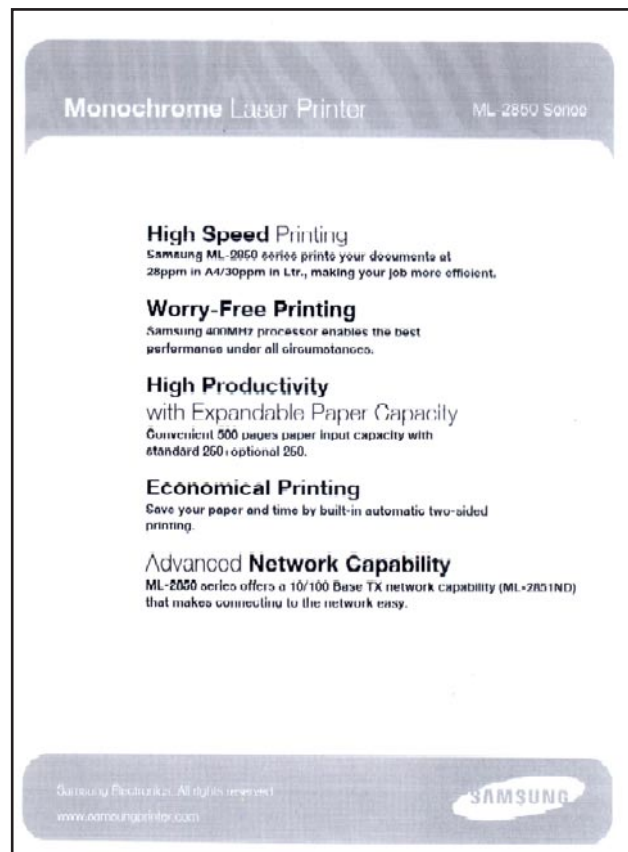 Monochrome Laser Printer ML-2850 Series
High Speed Printing
Samsung ML-2850 series prints your documents at
28ppm in A4/30ppm in Ltr., making your job more efficient.
Worry-Free Printing
Samsung 400MHz processor enables the best
performance under all circumstances.
High Productivity
with Expandable Paper Capacity
Convenient 500 pages paper input capacity with
standard 250+optional 250.
Economical Printing
Save your paper and time by built-in automatic two-sided
printing.
Advanced Network Capability
ML-2850 series offers a 10/100 Base TX network capability (ML-2851ND)
that makes connecting to the network easy.
Samsung Electronics. All rights reserved
www.samsungprinter.com
SAMSUNG